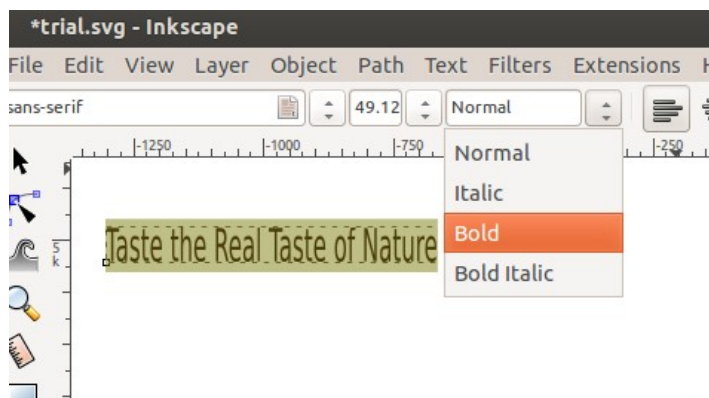 *trial.svg - Inkscape
File Edit View Layer Object Path Text Filters Extensions
sans-serif 49.12 Normal
-1250 -1000 -750 -250
Normal
Italic
Bold
Bold Italic
5
k
Taste the Real Taste of Nature